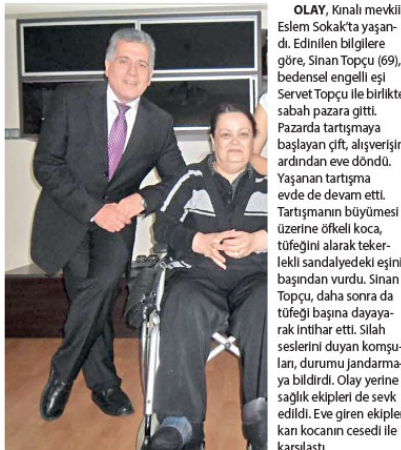 OLAY, Kınalı mevkii
Eslem Sokak’ta yaşan-
dı. Edinilen bilgilere
göre, Sinan Topçu (69),
bedensel engelli eşi
Servet Topçu ile birlikte
sabah pazara gitti.
Pazarda tartışmaya
başlayan çift, alışverişin
ardından eve döndü.
Yaşanan tartışma
evde de devam etti.
Tartışmanın büyümesi
üzerine öfkeli koca,
tüfeğini alarak teker-
lekli sandalyedeki eşini
başından vurdu. Sinan
Topçu, daha sonra da
tüfeği başına dayaya-
rak intihar etti. Silah
seslerini duyan komşu-
ları, durumu jandarma-
ya bildirdi. Olay yerine
sağlık ekipleri de sevk
edildi. Eve giren ekipler
karı kocanın cesedi ile
karşılaştı